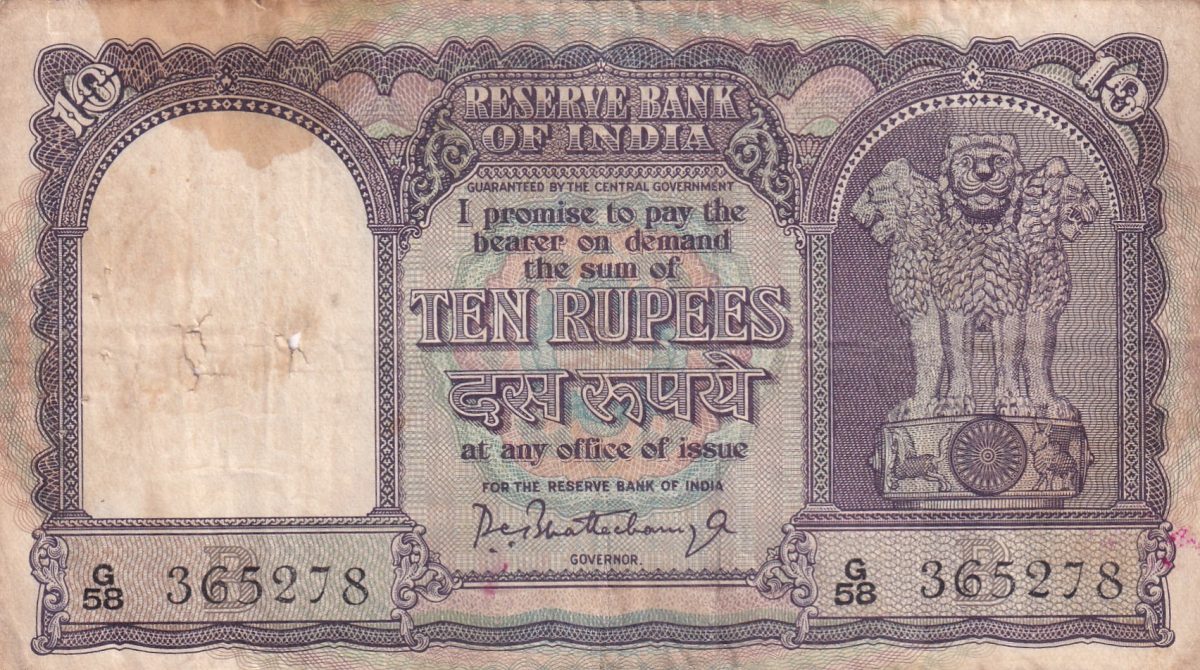 10
10
RESERVE BANK
OF INDIA
GUARANTEED BY THE CENTRAL GOVERNMENT
I promise to pay the
bearer on demand
the sum of
TEN RUPEES
दस रूपये
at any office of issue
FOR THE RESERVE BANK OF INDIA
P.C. Bhattacharyya
GOVERNOR.
G
58 365278
B
G
58 365278
B